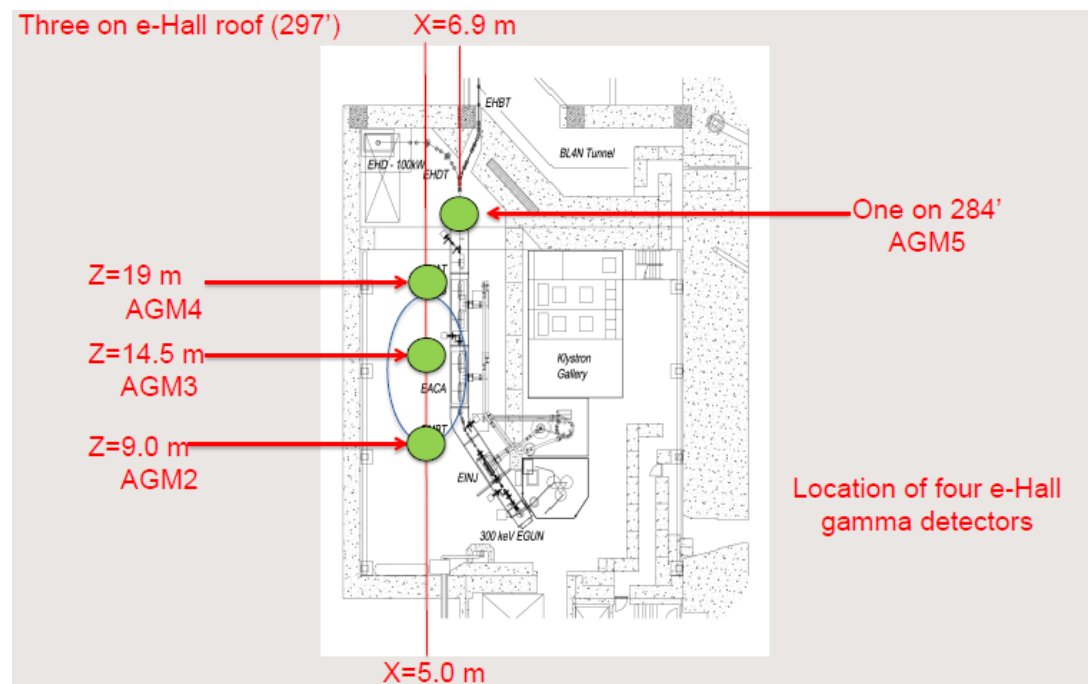 Three on e-Hall roof (297’)
X=6.9 m
EHBT
BL4N Tunnel
EHD - 100kW
EHDT
One on 284’
AGM5
Z=19 m
AGM4
Z=14.5 m
AGM3
Klystron
Gallery
EACA
Z=9.0 m
AGM2
EINJ
Location of four e-Hall
gamma detectors
300 keV EGUN
X=5.0 m